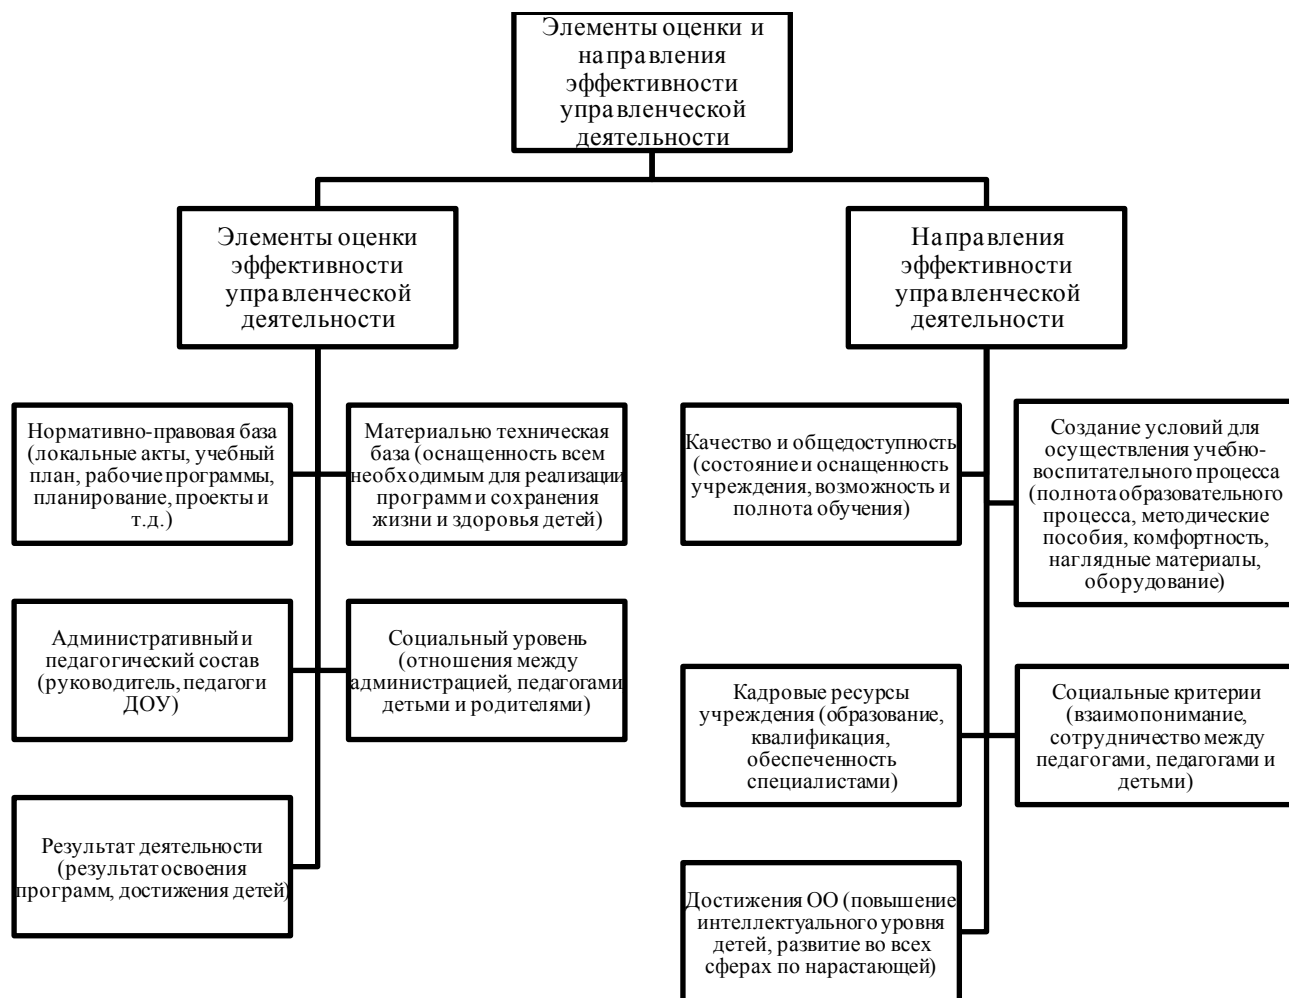 Элементы оценки и
направления
эффективности
управленческой
деятельности
Элементы оценки
эффективности
управленческой
деятельности
Направления
эффективности
управленческой
деятельности
Нормативно-правовая база
(локальные акты, учебный
план, рабочие программы,
планирование, проекты и
т.д.)
Материально техническая
база (оснащенность всем
необходимым для реализации
программ и сохранения
жизни и здоровья детей)
Качество и общедоступность
(состояние и оснащенность
учреждения, возможность и
полнота обучения)
Создание условий для
осуществления учебно-
воспитательного процесса
(полнота образовательного
процесса, методические
пособия, комфортность,
наглядные материалы,
оборудование)
Административный и
педагогический состав
(руководитель, педагоги
ДОУ)
Социальный уровень
(отношения между
администрацией, педагогами
детьми и родителями)
Кадровые ресурсы
учреждения (образование,
квалификация,
обеспеченность
специалистами)
Социальные критерии
(взаимопонимание,
сотрудничество между
педагогами, педагогами и
детьми)
Результат деятельности
(результат освоения
программ, достижения детей)
Достижения ОО (повышение
интеллектуального уровня
детей, развитие во всех
сферах по нарастающей)